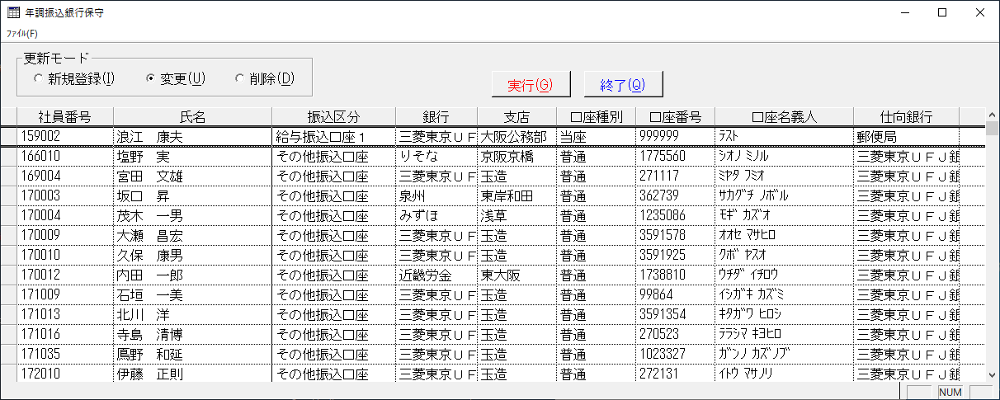 年調振込銀行保守
ﾌｧｲﾙ(F)
更新モード
新規登録(I) 変更(U) 削除(D) 実行(G) 終了(Q)
社員番号 氏名 振込区分 銀行 支店 口座種別 口座番号 口座名義人 仕向銀行
159002 浪江　康夫 給与振込口座１ 三菱東京ＵＦ 大阪公務部 当座 999999 ﾃｽﾄ 郵便局
166010 塩野　実 その他振込口座 りそな 京阪京橋 普通 1775560 ｼｵﾉ ﾐﾉﾙ 三菱東京ＵＦＪ銀
169004 宮田　文雄 その他振込口座 三菱東京ＵＦ 玉造 普通 271117 ﾐﾔﾀ ﾌﾐｵ 三菱東京ＵＦＪ銀
170003 坂口　昇 その他振込口座 泉州 東岸和田 普通 362739 ｻｶｸﾞﾁ ﾉﾎﾞﾙ 三菱東京ＵＦＪ銀
170004 茂木　一男 その他振込口座 みずほ 浅草 普通 1235086 ﾓｷﾞ ｶｽﾞｵ 三菱東京ＵＦＪ銀
170009 大瀬　昌宏 その他振込口座 三菱東京ＵＦ 玉造 普通 3591578 ｵｵｾ ﾏｻﾋﾛ 三菱東京ＵＦＪ銀
170010 久保　康男 その他振込口座 三菱東京ＵＦ 玉造 普通 3591925 ｸﾎﾞ ﾔｽｵ 三菱東京ＵＦＪ銀
170012 内田　一郎 その他振込口座 近畿労金 東大阪 普通 1738810 ｳﾁﾀﾞ ｲﾁﾛｳ 三菱東京ＵＦＪ銀
171009 石垣　一美 その他振込口座 三菱東京ＵＦ 玉造 普通 99864 ｲｼｶﾞｷ ｶｽﾞﾐ 三菱東京ＵＦＪ銀
171013 北川　洋 その他振込口座 三菱東京ＵＦ 玉造 普通 3591354 ｷﾀｶﾞﾜ ﾋﾛｼ 三菱東京ＵＦＪ銀
171016 寺島　清博 その他振込口座 三菱東京ＵＦ 玉造 普通 270523 ﾃﾗｼﾏ ｷﾖﾋﾛ 三菱東京ＵＦＪ銀
171035 鳫野　和延 その他振込口座 三菱東京ＵＦ 玉造 普通 1023327 ｶﾞﾝﾉ ｶｽﾞﾉﾌﾞ 三菱東京ＵＦＪ銀
172010 伊藤　正則 その他振込口座 三菱東京ＵＦ 玉造 普通 272131 ｲﾄｳ ﾏｻﾉﾘ 三菱東京ＵＦＪ銀
NUM